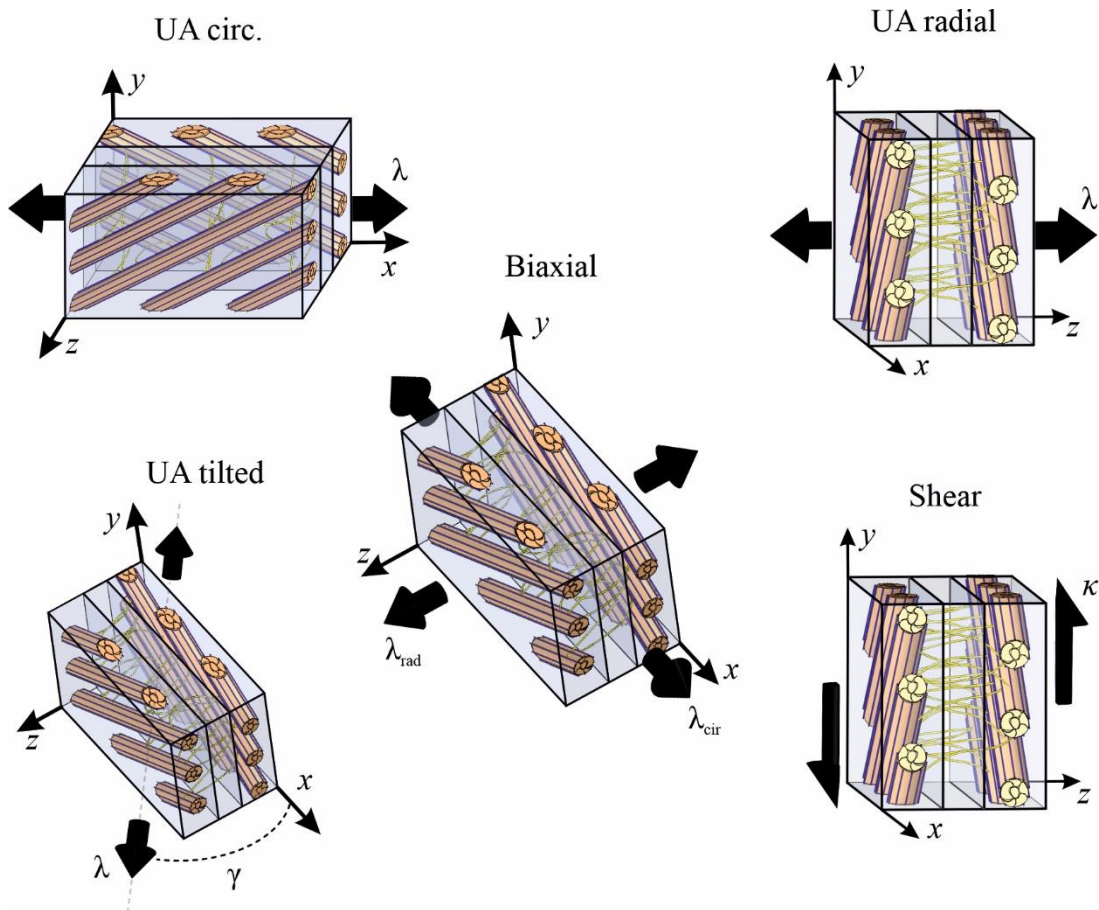 UA circ.
y
λ
x
z
UA radial
y
λ
z
x
Biaxial
y
z
λrad
x
λcir
UA tilted
y
z
x
λ
γ
Shear
y
κ
z
x